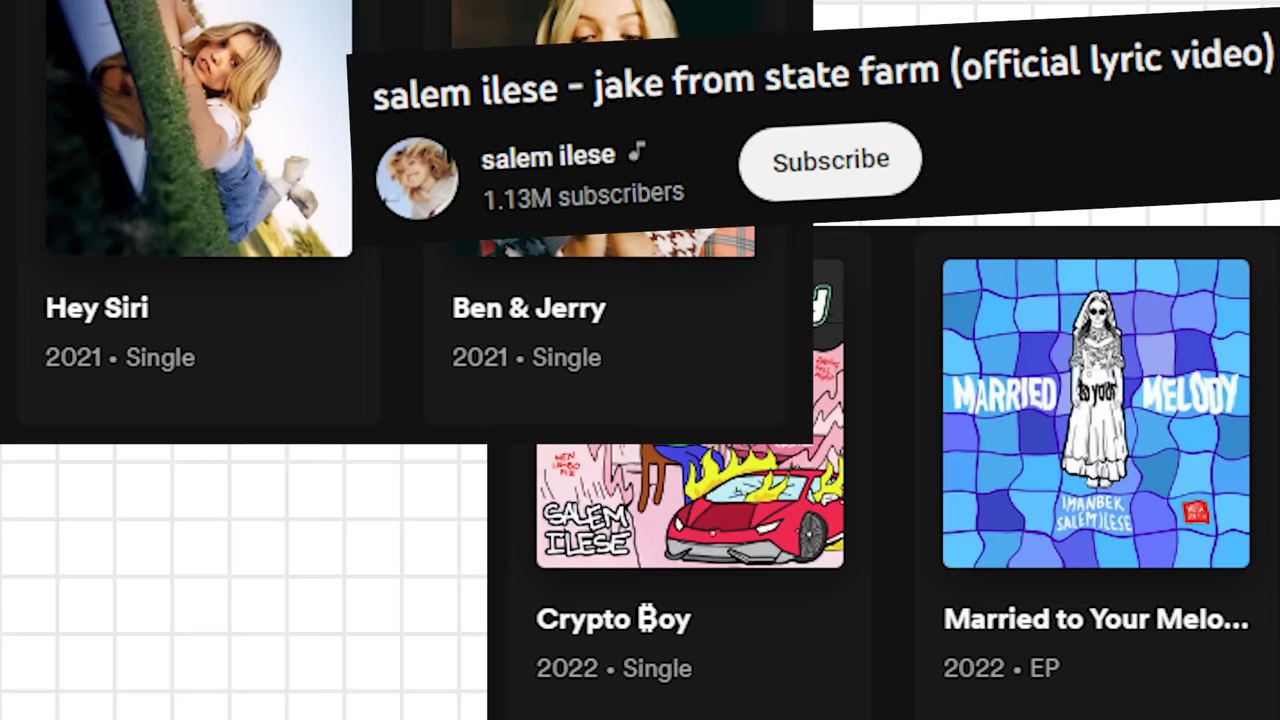 salem ilese - jake from state farm (official lyric video)
salem ilese
1.13M subscribers
Subscribe
Hey Siri
2021 • Single
Ben & Jerry
2021 • Single
MARRIED to your MELODY
IMANBEK
SALEM ILESE
SALEM
ILESE
Crypto ₿oy
2022 • Single
Married to Your Melo...
2022 • EP